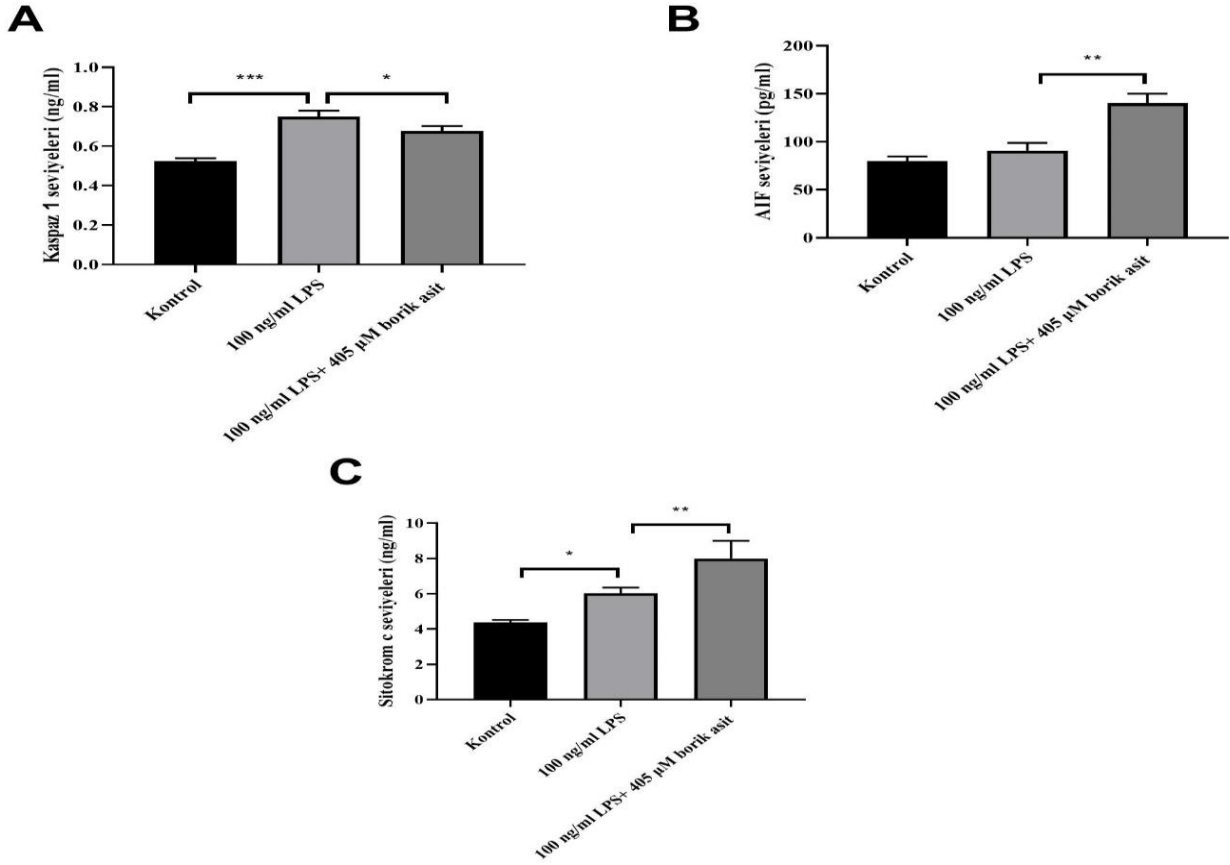 A
Kaspaz 1 seviyeleri (ng/ml)
1.0
0.8
0.6
0.4
0.2
0.0
***
*
Kontrol
100 ng/ml LPS
100 ng/ml LPS+ 405 µM borik asit
B
AIF seviyeleri (pg/ml)
200
150
100
50
0
**
Kontrol
100 ng/ml LPS
100 ng/ml LPS+ 405 µM borik asit
C
Sitokrom c seviyeleri (ng/ml)
10
8
6
4
2
0
*
**
Kontrol
100 ng/ml LPS
100 ng/ml LPS+ 405 µM borik asit